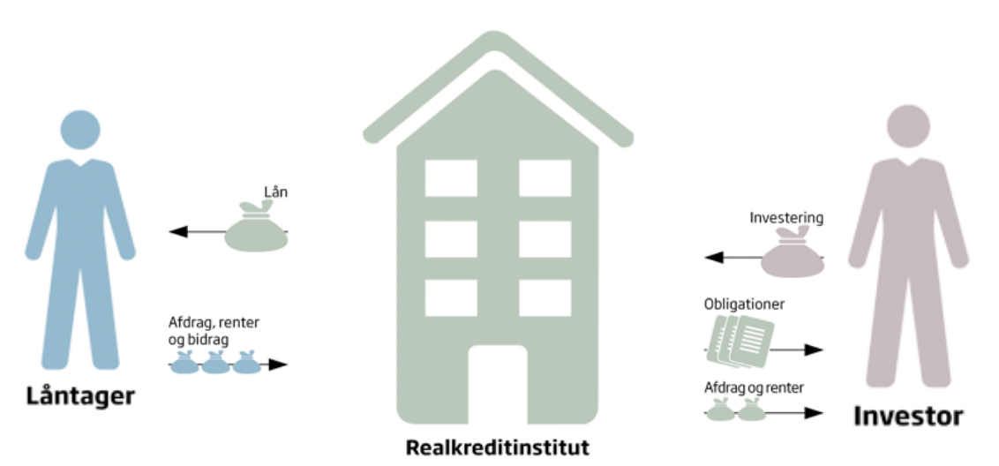 Lån
Afdrag, renter
og bidrag
Låntager
Realkreditinstitut
Investering
Obligationer
Afdrag og renter
Investor